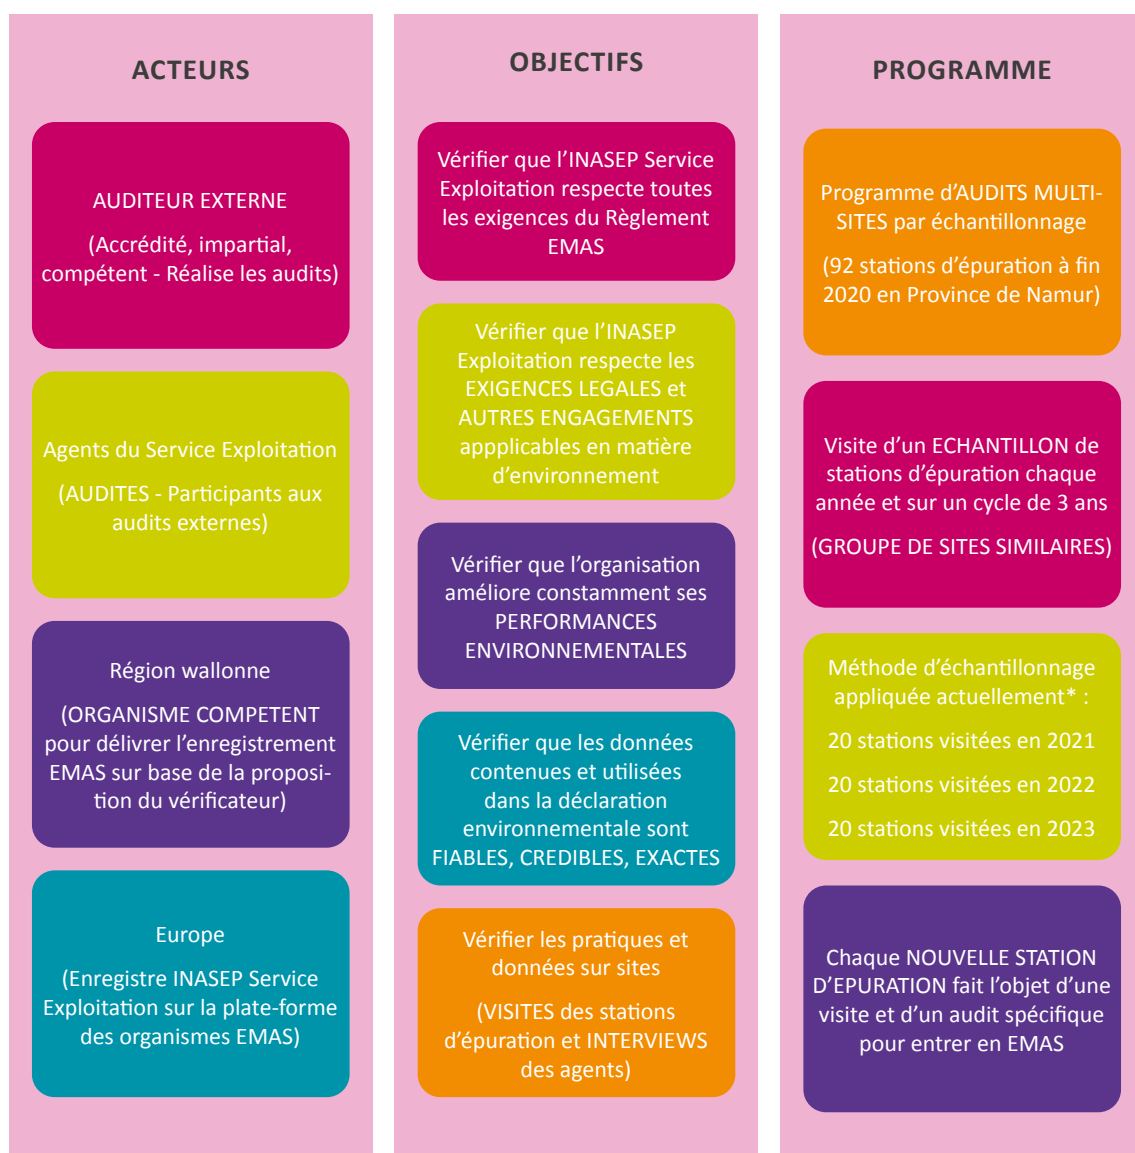 ACTEURS
AUDITEUR EXTERNE
(Accrédité, impartial,
compétent - Réalise les audits)
Agents du Service Exploitation
(AUDITES - Participants aux
audits externes)
Région wallonne
(ORGANISME COMPETENT
pour délivrer l’enregistrement
EMAS sur base de la proposi-
tion du vérificateur)
Europe
(Enregistre INASEP Service
Exploitation sur la plate-forme
des organismes EMAS)
OBJECTIFS
Vérifier que l’INASEP Service
Exploitation respecte toutes
les exigences du Règlement
EMAS
Vérifier que l’INASEP
Exploitation respecte les
EXIGENCES LEGALES et
AUTRES ENGAGEMENTS
appplicables en matière
d’environnement
Vérifier que l’organisation
améliore constamment ses
PERFORMANCES
ENVIRONNEMENTALES
Vérifier que les données
contenues et utilisées
dans la déclaration
environnementale sont
FIABLES, CREDIBLES, EXACTES
Vérifier les pratiques et
données sur sites
(VISITES des stations
d’épuration et INTERVIEWS
des agents)
PROGRAMME
Programme d’AUDITS MULTI-
SITES par échantillonnage
(92 stations d’épuration à fin
2020 en Province de Namur)
Visite d’un ECHANTILLON de
stations d’épuration chaque
année et sur un cycle de 3 ans
(GROUPE DE SITES SIMILAIRES)
Méthode d’échantillonnage
appliquée actuellement* :
20 stations visitées en 2021
20 stations visitées en 2022
20 stations visitées en 2023
Chaque NOUVELLE STATION
D’EPURATION fait l’objet d’une
visite et d’un audit spécifique
pour entrer en EMAS